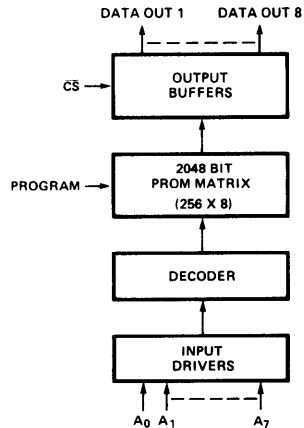 DATA OUT 1 DATA OUT 8
OUTPUT
BUFFERS
C̅S̅
2048 BIT
PROM MATRIX
(256 X 8)
PROGRAM
DECODER
INPUT
DRIVERS
A₀ A₁ A₇